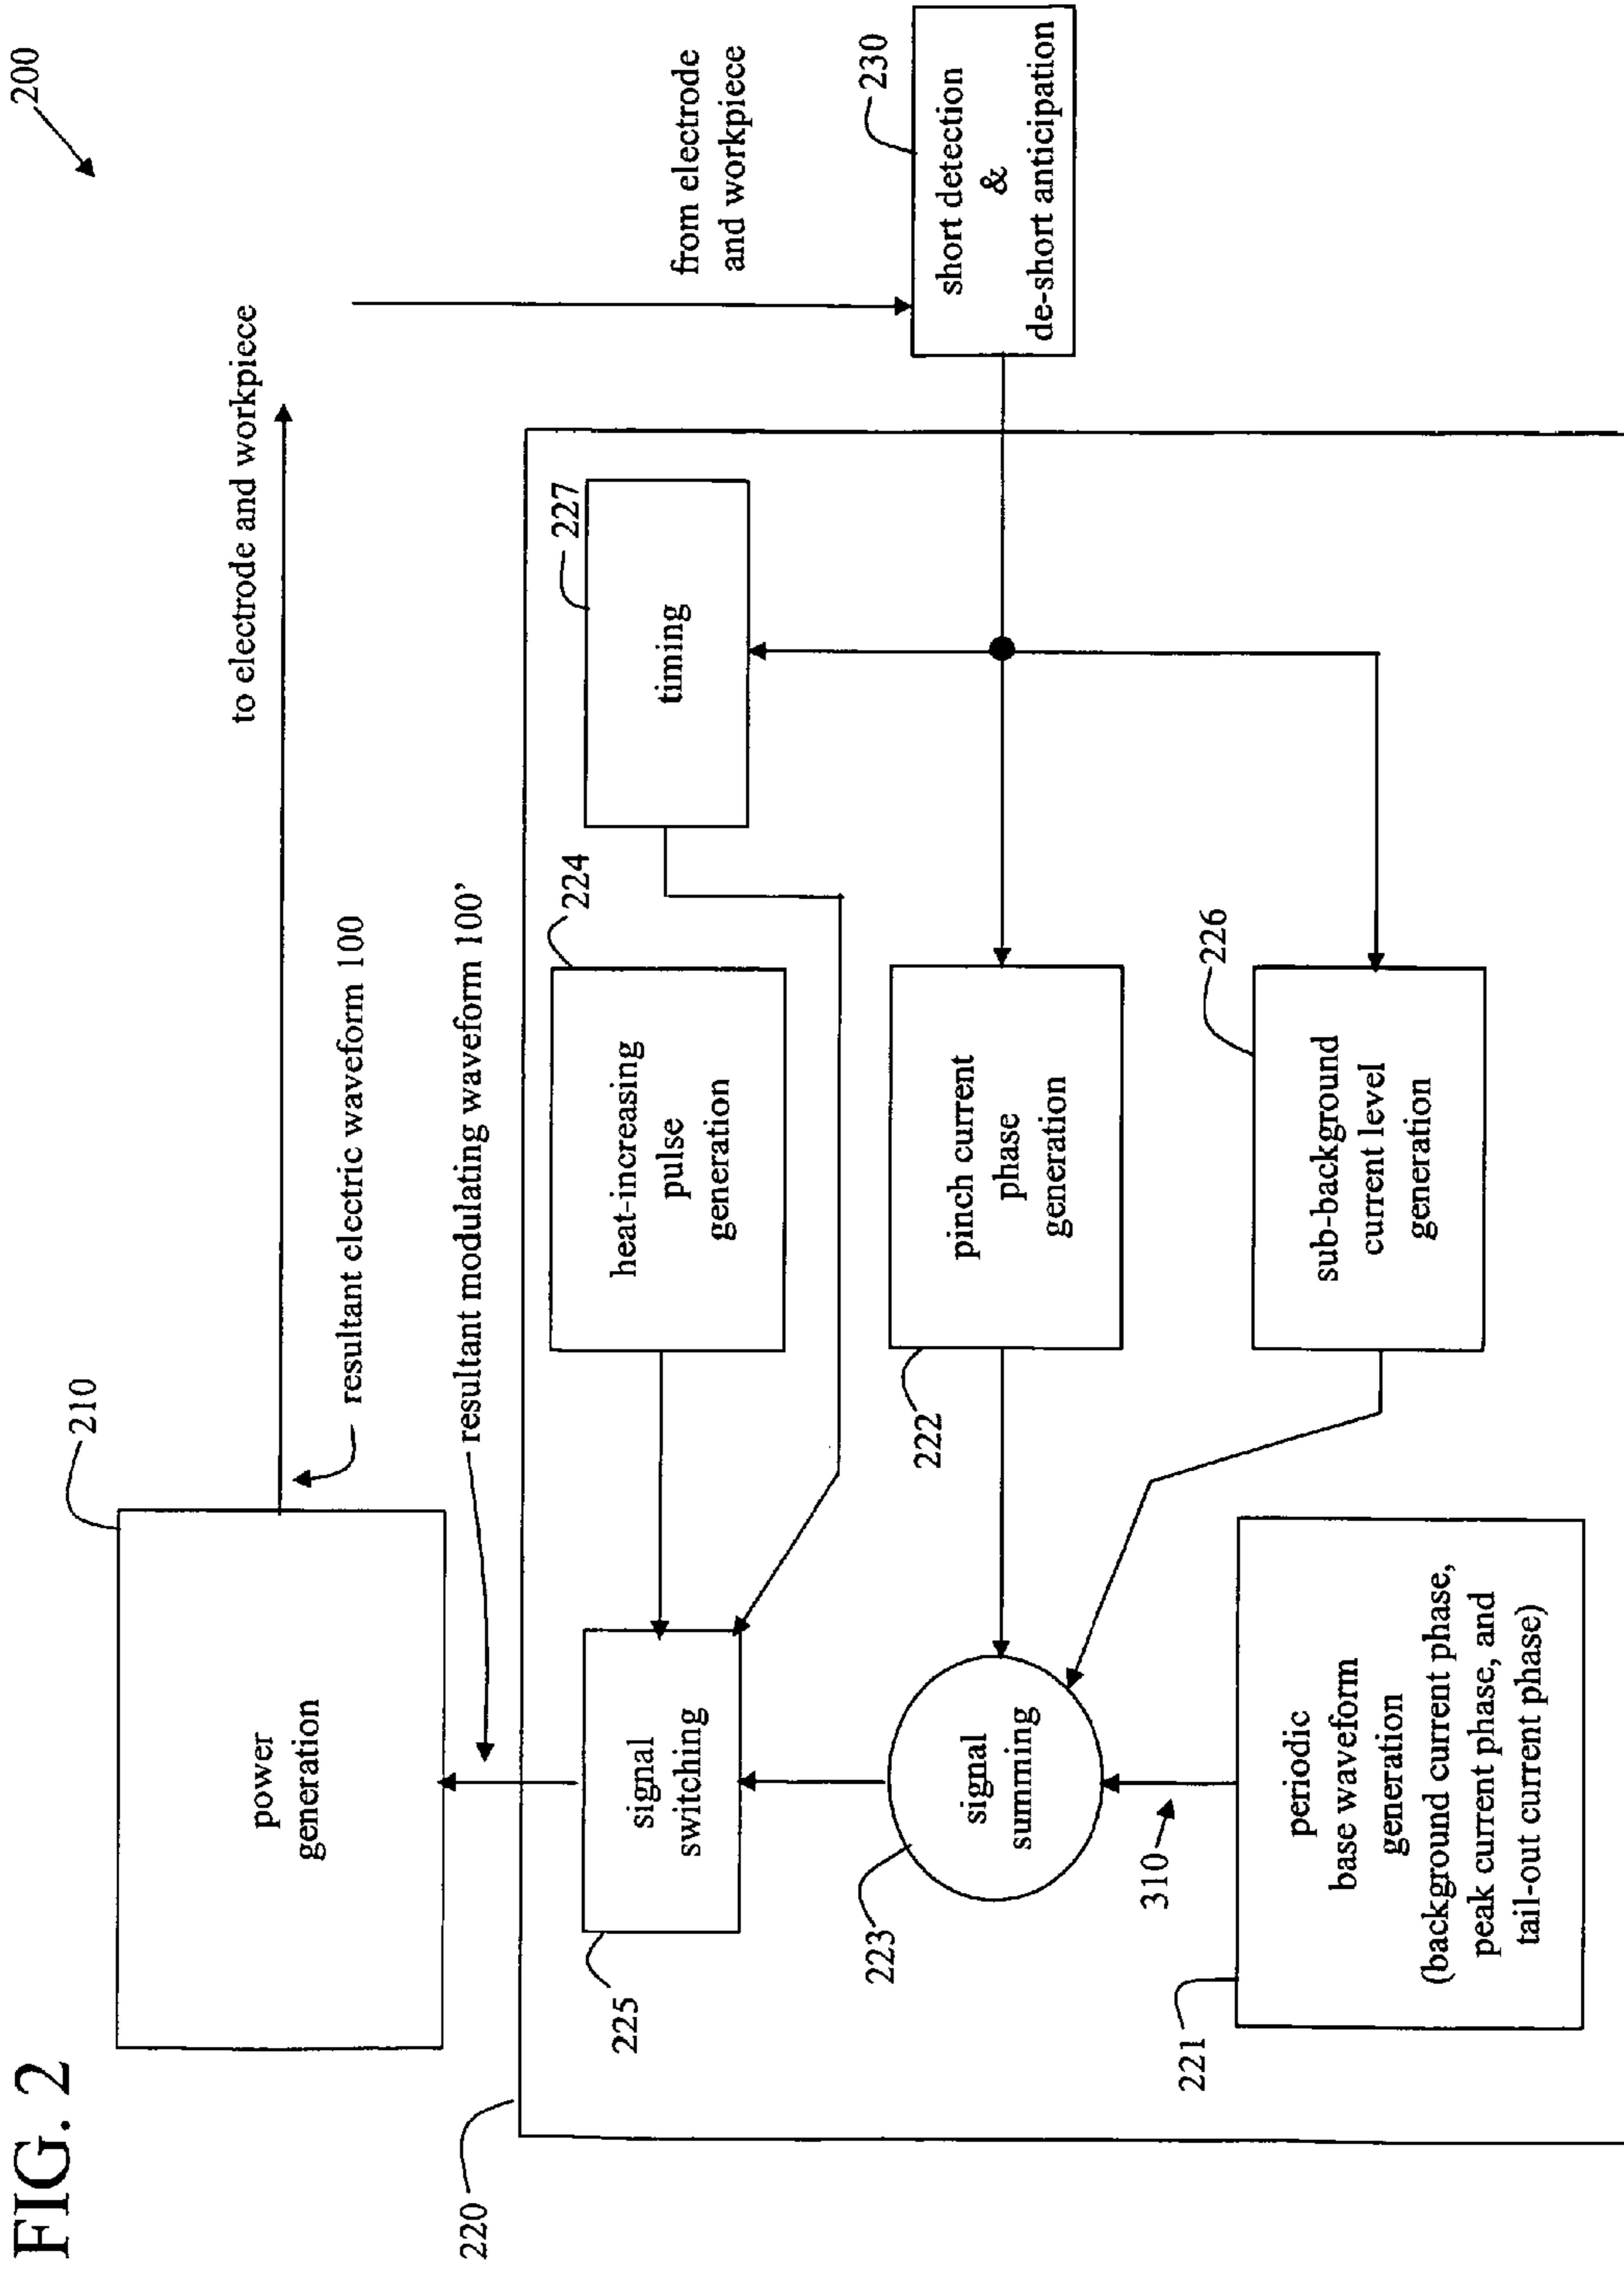 FIG. 2
200
210
power
generation
to electrode and workpiece
resultant electric waveform 100
resultant modulating waveform 100'
from electrode
and workpiece
220
225
signal
switching
224
heat-increasing
pulse
generation
227
timing
230
short detection
&
de-short anticipation
223
signal
summing
222
pinch current
phase
generation
310
226
sub-background
current level
generation
221
periodic
base waveform
generation
(background current phase,
peak current phase, and
tail-out current phase)